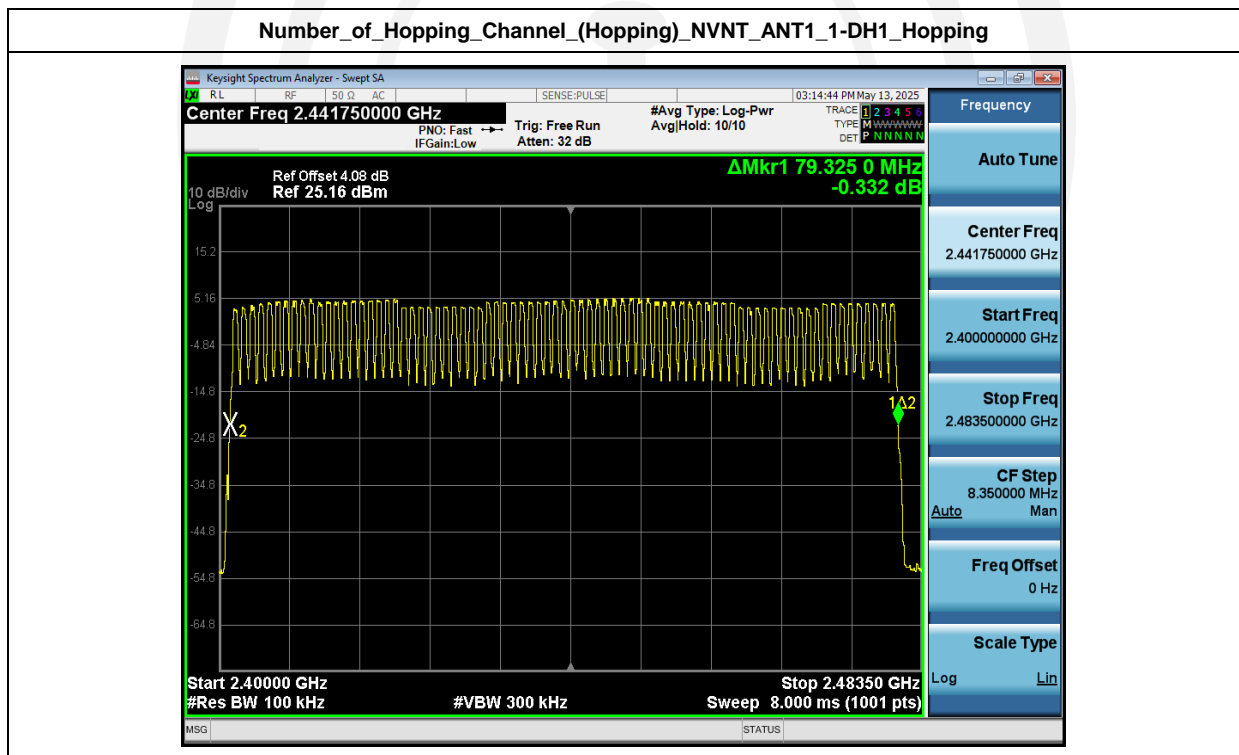 Number_of_Hopping_Channel_(Hopping)_NVNT_ANT1_1-DH1_Hopping
Keysight Spectrum Analyzer - Swept SA
LXI RL RF 50 Ω AC SENSE:PULSE 03:14:44 PM May 13, 2025
Center Freq 2.441750000 GHz
PNO: Fast
IFGain:Low
Trig: Free Run
Atten: 32 dB
#Avg Type: Log-Pwr
Avg|Hold: 10/10
TRACE 1 2 3 4 5 6
TYPE M WWWWW
DET P N N N N N
ΔMkr1 79.325 0 MHz
-0.332 dB
Ref Offset 4.08 dB
10 dB/div Ref 25.16 dBm
Log
15.2
5.16
-4.84
-14.8
-24.8
-34.8
-44.8
-54.8
-64.8
X2
1Δ2
Start 2.40000 GHz Stop 2.48350 GHz
#Res BW 100 kHz #VBW 300 kHz Sweep 8.000 ms (1001 pts)
MSG STATUS
Frequency
Auto Tune
Center Freq
2.441750000 GHz
Start Freq
2.400000000 GHz
Stop Freq
2.483500000 GHz
CF Step
8.350000 MHz
Auto Man
Freq Offset
0 Hz
Scale Type
Log Lin